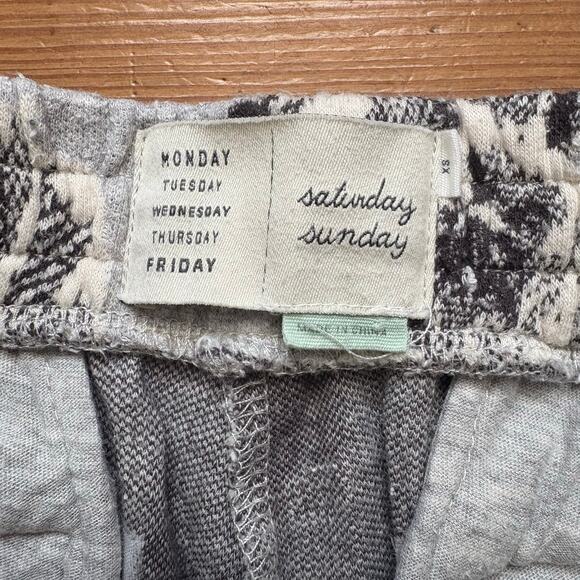 MONDAY
TUESDAY
WEDNESDAY
THURSDAY
FRIDAY
saturday
sunday
XS
MADE IN CHINA